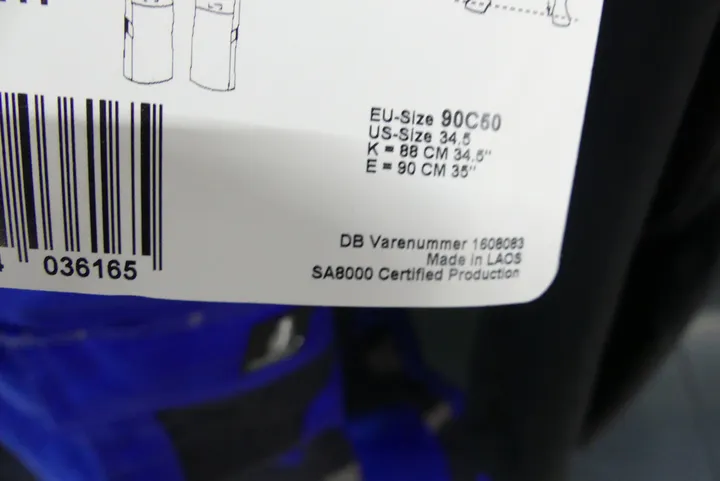 EU-Size 90C50
US-Size 34.5
K = 88 CM 34.5"
E = 90 CM 35"
036165
DB Varenummer 1608083
Made in LAOS
SA8000 Certified Production